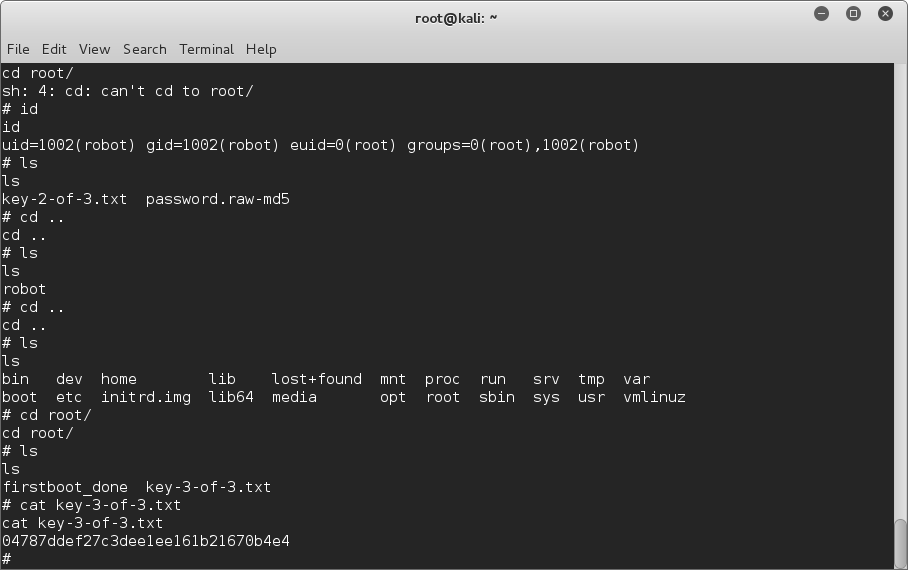 root@kali: ~
File Edit View Search Terminal Help
cd root/
sh: 4: cd: can't cd to root/
# id
id
uid=1002(robot) gid=1002(robot) euid=0(root) groups=0(root),1002(robot)
# ls
ls
key-2-of-3.txt  password.raw-md5
# cd ..
cd ..
# ls
ls
robot
# cd ..
cd ..
# ls
ls
bin   dev  home        lib    lost+found  mnt  proc  run   srv  tmp  var
boot  etc  initrd.img  lib64  media       opt  root  sbin  sys  usr  vmlinuz
# cd root/
cd root/
# ls
ls
firstboot_done  key-3-of-3.txt
# cat key-3-of-3.txt
cat key-3-of-3.txt
04787ddef27c3dee1ee161b21670b4e4
#